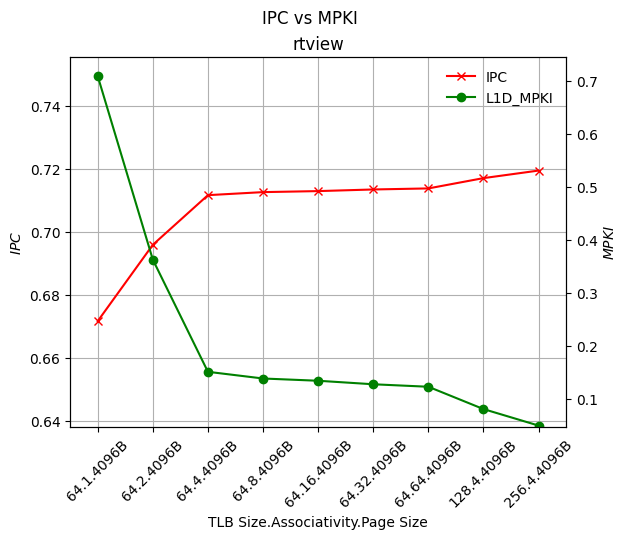 IPC vs MPKI
rtview
IPC
L1D_MPKI
0.74
0.72
0.70
0.68
0.66
0.64
IPC
0.7
0.6
0.5
0.4
0.3
0.2
0.1
MPKI
64.1.4096B
64.2.4096B
64.4.4096B
64.8.4096B
64.16.4096B
64.32.4096B
64.64.4096B
128.4.4096B
256.4.4096B
TLB Size.Associativity.Page Size